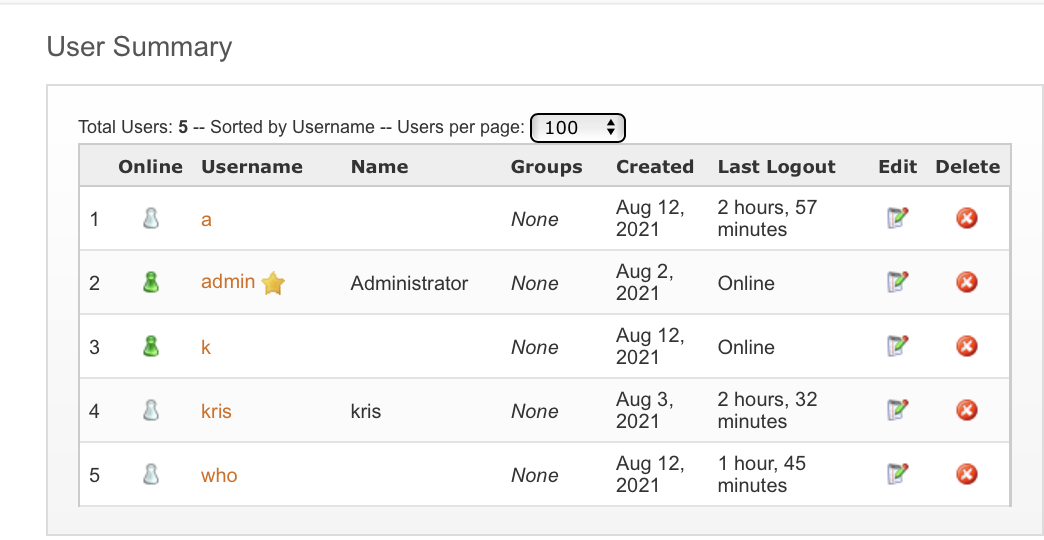 User Summary
Total Users: 5 -- Sorted by Username -- Users per page: 100
Online Username Name Groups Created Last Logout Edit Delete
1 a None Aug 12, 2021 2 hours, 57 minutes
2 admin Administrator None Aug 2, 2021 Online
3 k None Aug 12, 2021 Online
4 kris kris None Aug 3, 2021 2 hours, 32 minutes
5 who None Aug 12, 2021 1 hour, 45 minutes